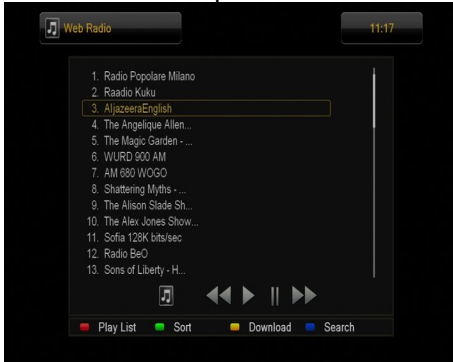 Web Radio
11:17
1. Radio Popolare Milano
2. Raadio Kuku
3. AljazeeraEnglish
4. The Angelique Allen...
5. The Magic Garden - ...
6. WURD 900 AM
7. AM 680 WOGO
8. Shattering Myths - ...
9. The Alison Slade Sh...
10. The Alex Jones Show...
11. Sofia 128K bits/sec
12. Radio BeO
13. Sons of Liberty - H...
Play List Sort Download Search